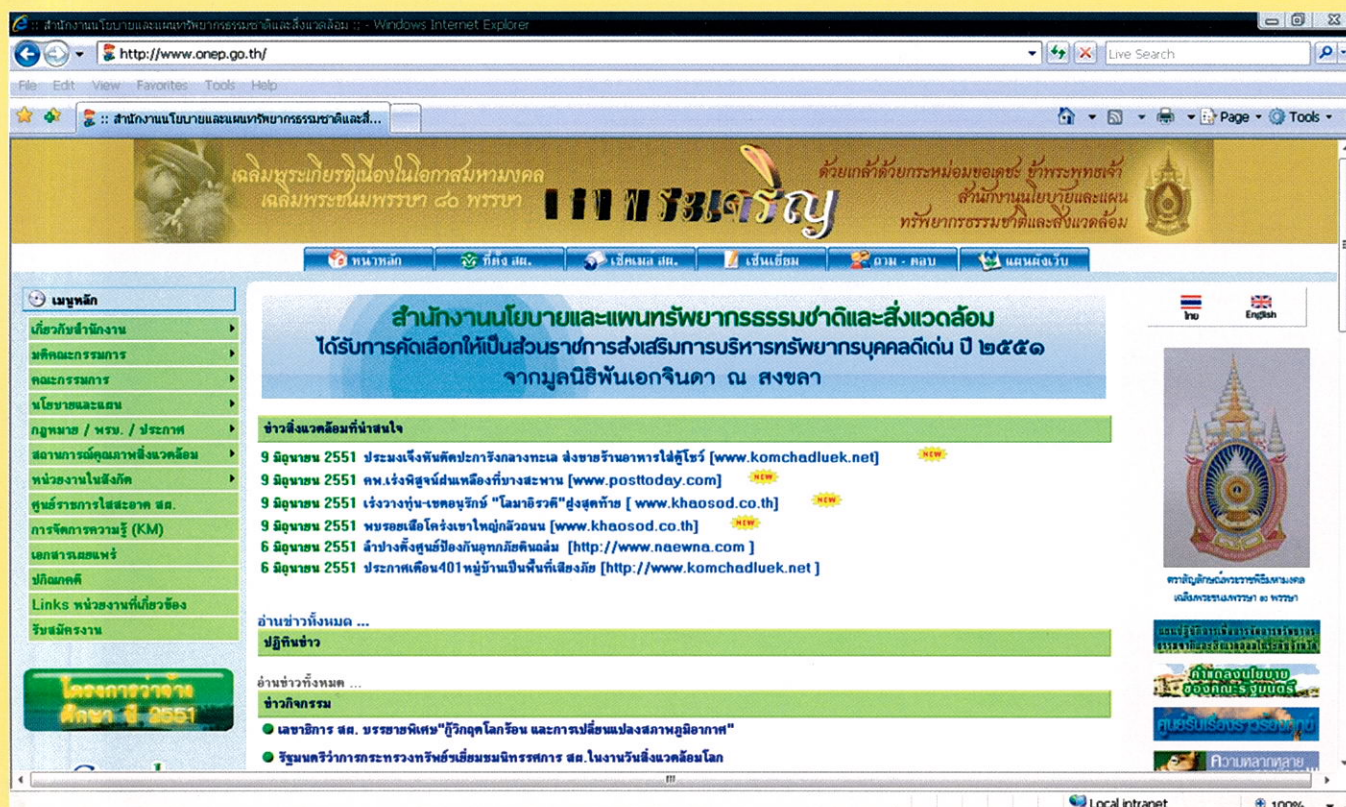 :: สำนักงานนโยบายและแผนทรัพยากรธรรมชาติและสิ่งแวดล้อม :: - Windows Internet Explorer
http://www.onep.go.th/
Live Search
File Edit View Favorites Tools Help
:: สำนักงานนโยบายและแผนทรัพยากรธรรมชาติและสิ่...
Page Tools
เฉลิมพระเกียรติเนื่องในโอกาสมหามงคล
เฉลิมพระชนมพรรษา ๘๐ พรรษา
ด้วยเกล้าด้วยกระหม่อมขอเดชะ ข้าพระพุทธเจ้า
สำนักงานนโยบายและแผน
ทรัพยากรธรรมชาติและสิ่งแวดล้อม
หน้าหลัก ที่ตั้ง สผ. เช็คเมล สผ. เซ็นเยี่ยม ถาม - ตอบ แผนผังเว็บ
เมนูหลัก
เกี่ยวกับสำนักงาน
มติคณะกรรมการ
คณะกรรมการ
นโยบายและแผน
กฎหมาย / พรบ. / ประกาศ
สถานการณ์คุณภาพสิ่งแวดล้อม
หน่วยงานในสังกัด
ศูนย์ราชการใสสะอาด สผ.
การจัดการความรู้ (KM)
เอกสารเผยแพร่
ปกิณกคดี
Links หน่วยงานที่เกี่ยวข้อง
รับสมัครงาน
โครงการว่าจ้าง
ศึกษา ปี 2551
สำนักงานนโยบายและแผนทรัพยากรธรรมชาติและสิ่งแวดล้อม
ได้รับการคัดเลือกให้เป็นส่วนราชการส่งเสริมการบริหารทรัพยากรบุคคลดีเด่น ปี ๒๕๕๑
จากมูลนิธิพันเอกจินดา ณ สงขลา
ข่าวสิ่งแวดล้อมที่น่าสนใจ
9 มิถุนายน 2551 ประมงเจ๋งทันตัดปะการังกลางทะเล ส่งขายร้านอาหารใส่ตู้โชว์ [www.komchadluek.net] NEW
9 มิถุนายน 2551 คพ.เร่งพิสูจน์ฝนเหลืองที่บางสะพาน [www.posttoday.com] NEW
9 มิถุนายน 2551 เร่งวางทุ่น-เขตอนุรักษ์ "โลมาอิรวดี"ฝูงสุดท้าย [ www.khaosod.co.th] NEW
9 มิถุนายน 2551 พบรอยเสือโคร่งเขาใหญ่กลัวถนน [www.khaosod.co.th] NEW
6 มิถุนายน 2551 ลำปางตั้งศูนย์ป้องกันอุทกภัยดินถล่ม [http://www.naewna.com ]
6 มิถุนายน 2551 ประกาศเตือน401หมู่บ้านเป็นพื้นที่เสี่ยงภัย [http://www.komchadluek.net ]
อ่านข่าวทั้งหมด ...
ปฏิทินข่าว
อ่านข่าวทั้งหมด ...
ข่าวกิจกรรม
เลขาธิการ สผ. บรรยายพิเศษ"กู้วิกฤตโลกร้อน และการเปลี่ยนแปลงสภาพภูมิอากาศ"
รัฐมนตรีว่าการกระทรวงทรัพย์ฯเยี่ยมชมนิทรรศการ สผ.ในงานวันสิ่งแวดล้อมโลก
ไทย English
ตราสัญลักษณ์พระราชพิธีมหามงคล
เฉลิมพระชนมพรรษา ๘๐ พรรษา
คำแถลงนโยบาย
ของคณะรัฐมนตรี
ศูนย์รับเรื่องราวร้องทุกข์
ความหลากหลาย
Local intranet 100%